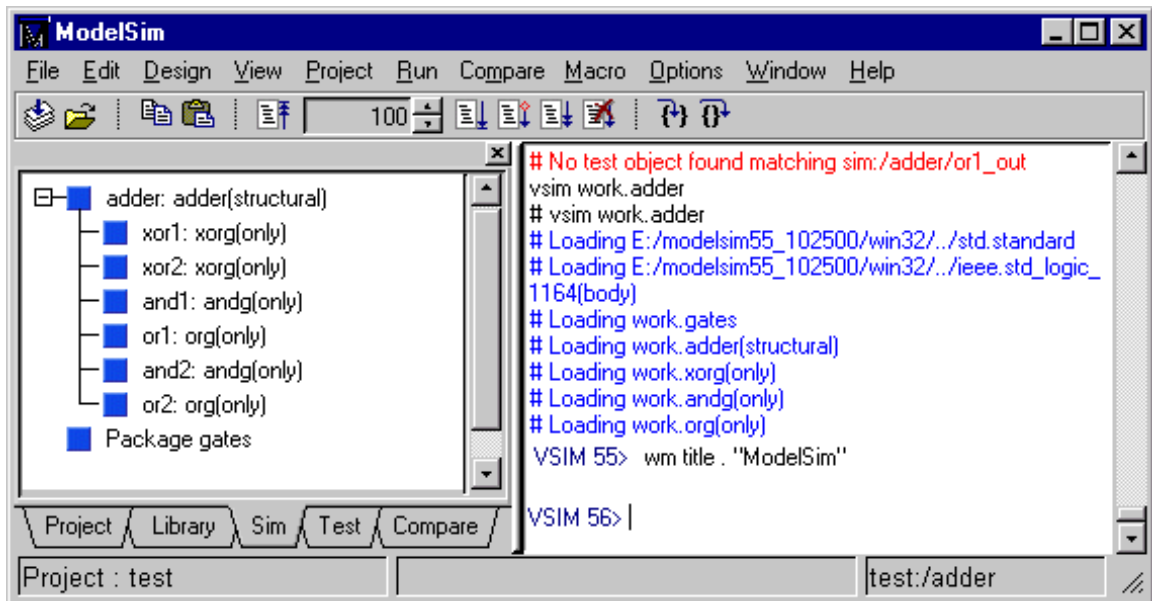 ModelSim
File Edit Design View Project Run Compare Macro Options Window Help
100
adder: adder(structural)
xor1: xorg(only)
xor2: xorg(only)
and1: andg(only)
or1: org(only)
and2: andg(only)
or2: org(only)
Package gates
Project Library Sim Test Compare
# No test object found matching sim:/adder/or1_out
vsim work.adder
# vsim work.adder
# Loading E:/modelsim55_102500/win32/../std.standard
# Loading E:/modelsim55_102500/win32/../ieee.std_logic_
1164(body)
# Loading work.gates
# Loading work.adder(structural)
# Loading work.xorg(only)
# Loading work.andg(only)
# Loading work.org(only)
VSIM 55> wm title . "ModelSim"
VSIM 56>
Project : test
test:/adder